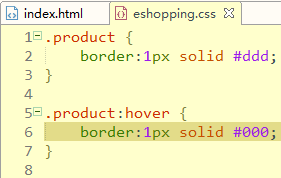 index.html eshopping.css
1 .product {
2 border:1px solid #ddd;
3 }
4
5 .product:hover {
6 border:1px solid #000;
7 }
8